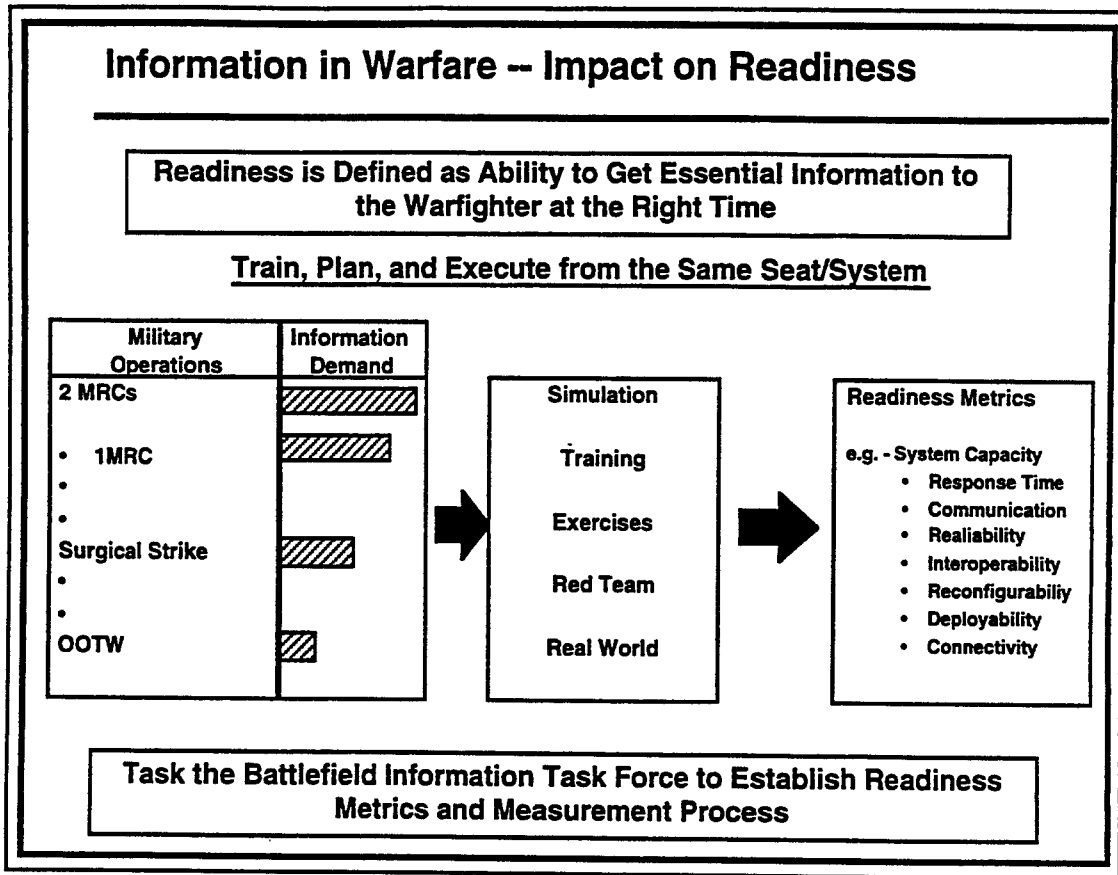 Information in Warfare -- Impact on Readiness
Readiness is Defined as Ability to Get Essential Information to
the Warfighter at the Right Time
Train, Plan, and Execute from the Same Seat/System
Military
Operations
Information
Demand
2 MRCs
• 1MRC
•
•
Surgical Strike
•
•
OOTW
Simulation
Training
Exercises
Red Team
Real World
Readiness Metrics
e.g. - System Capacity
• Response Time
• Communication
• Realiability
• Interoperability
• Reconfigurabiliy
• Deployability
• Connectivity
Task the Battlefield Information Task Force to Establish Readiness
Metrics and Measurement Process